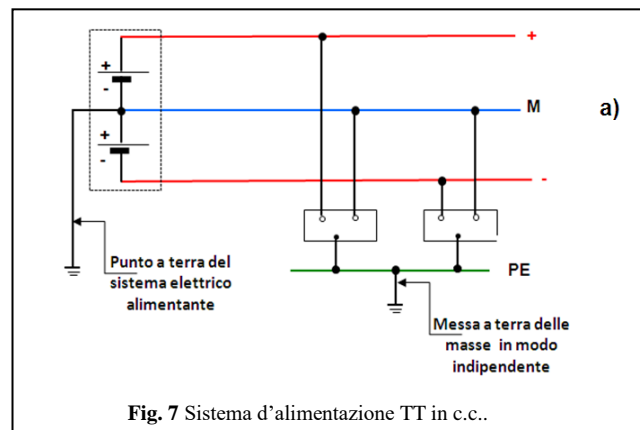 +
+
-
M
a)
+
-
-
PE
Punto a terra del
sistema elettrico
alimentante
Messa a terra delle
masse in modo
indipendente
Fig. 7 Sistema d'alimentazione TT in c.c..